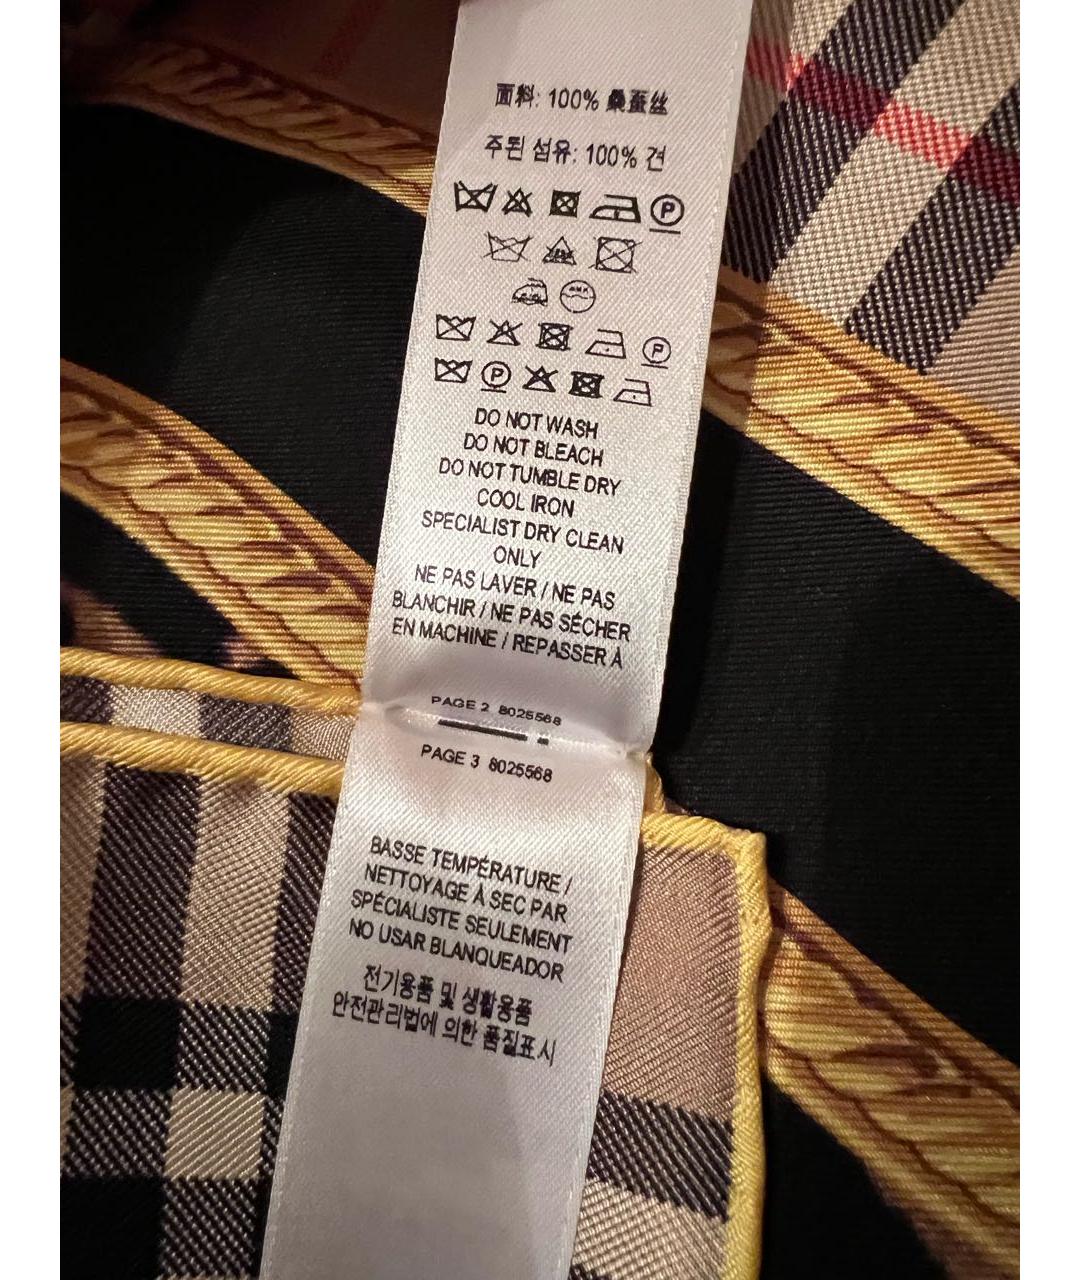 面料: 100% 桑蚕丝
주된 섬유: 100% 견
P
P
P
DO NOT WASH
DO NOT BLEACH
DO NOT TUMBLE DRY
COOL IRON
SPECIALIST DRY CLEAN
ONLY
NE PAS LAVER / NE PAS
BLANCHIR / NE PAS SÉCHER
EN MACHINE / REPASSER À
PAGE 2 8025568
PAGE 3 8025568
BASSE TEMPÉRATURE /
NETTOYAGE À SEC PAR
SPÉCIALISTE SEULEMENT
NO USAR BLANQUEADOR
전기용품 및 생활용품
안전관리법에 의한 품질표시